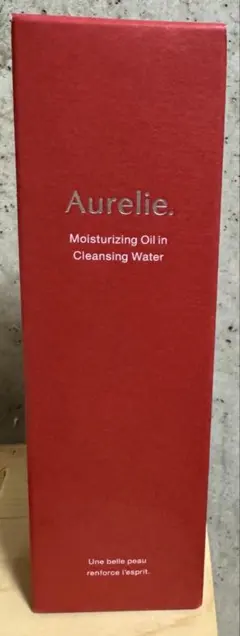 Aurelie.
Moisturizing Oil in
Cleansing Water
Une belle peau
renforce l'esprit.